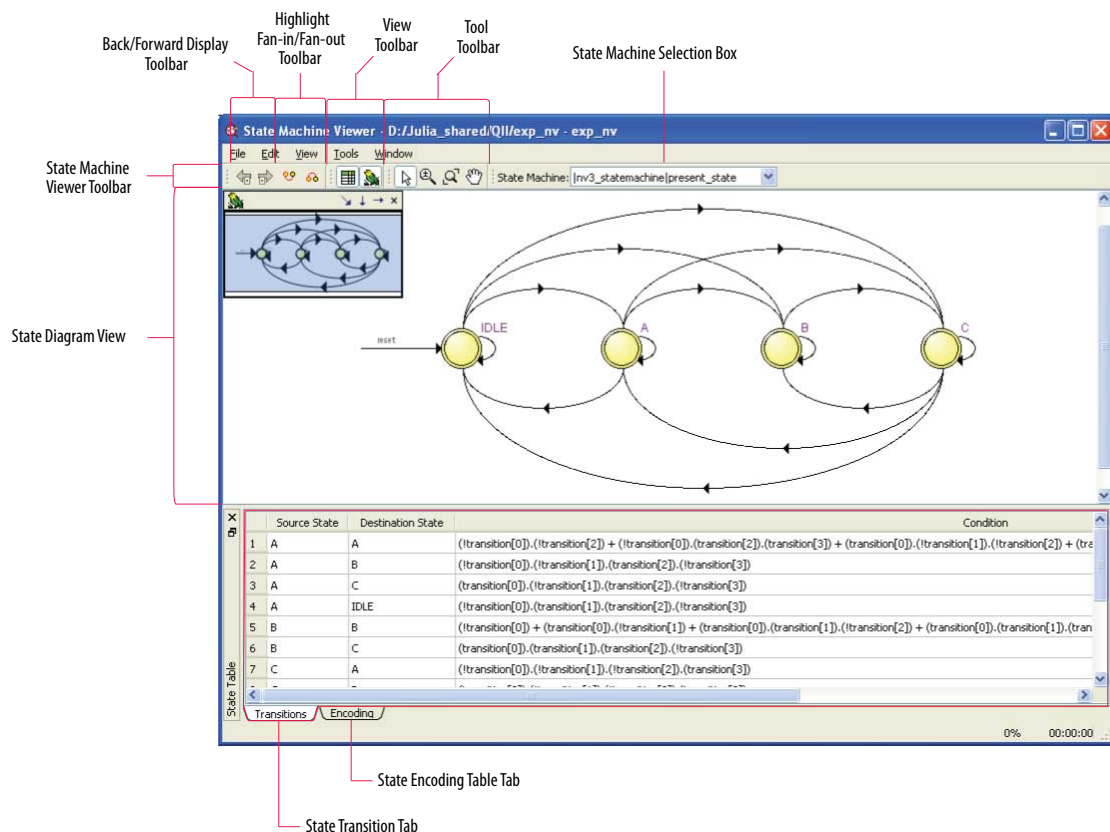 Highlight
Fan-in/Fan-out
Toolbar
View
Toolbar
Tool
Toolbar
Back/Forward Display
Toolbar
State Machine Selection Box
State Machine Viewer - D:/Julia_shared/QII/exp_nv - exp_nv
File Edit View Tools Window
State Machine
Viewer Toolbar
State Machine: |nv3_statemachine|present_state
State Diagram View
reset
IDLE
A
B
C
Source State Destination State Condition
1 A A (!transition[0]).(!transition[2]) + (!transition[0]).(transition[2]).(transition[3]) + (transition[0]).(!transition[1]).(!transition[2]) + (tra
2 A B (!transition[0]).(!transition[1]).(transition[2]).(!transition[3])
3 A C (transition[0]).(!transition[1]).(transition[2]).(!transition[3])
4 A IDLE (!transition[0]).(transition[1]).(transition[2]).(!transition[3])
5 B B (!transition[0]) + (transition[0]).(!transition[1]) + (transition[0]).(transition[1]).(!transition[2]) + (transition[0]).(transition[1]).(tran
6 B C (transition[0]).(transition[1]).(transition[2]).(!transition[3])
7 C A (!transition[0]).(!transition[1]).(!transition[2]).(transition[3])
State Table
Transitions Encoding
0% 00:00:00
State Encoding Table Tab
State Transition Tab